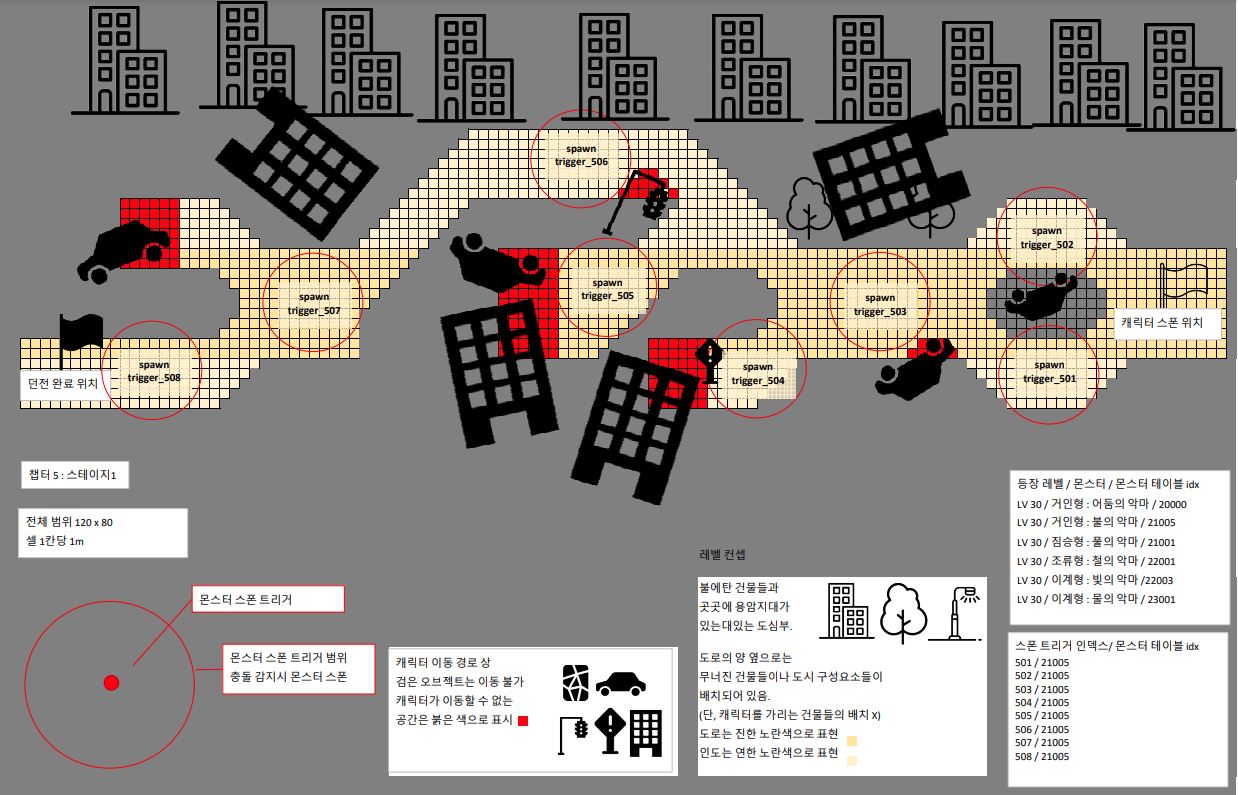 spawn
trigger_506
spawn
trigger_502
spawn
trigger_505
spawn
trigger_507
spawn
trigger_503
캐릭터 스폰 위치
spawn
trigger_508
던전 완료 위치
spawn
trigger_504
spawn
trigger_501
챕터 5 : 스테이지1
전체 범위 120 x 80
셀 1칸당 1m
몬스터 스폰 트리거
몬스터 스폰 트리거 범위
충돌 감지시 몬스터 스폰
캐릭터 이동 경로 상
검은 오브젝트는 이동 불가
캐릭터가 이동할 수 없는
공간은 붉은 색으로 표시
레벨 컨셉
불에탄 건물들과
곳곳에 용암지대가
있는대있는 도심부.
도로의 양 옆으로는
무너진 건물들이나 도시 구성요소들이
배치되어 있음.
(단, 캐릭터를 가리는 건물들의 배치 X)
도로는 진한 노란색으로 표현
인도는 연한 노란색으로 표현
등장 레벨 / 몬스터 / 몬스터 테이블 idx
LV 30 / 거인형 : 어둠의 악마 / 20000
LV 30 / 거인형 : 불의 악마 / 21005
LV 30 / 짐승형 : 풀의 악마 / 21001
LV 30 / 조류형 : 철의 악마 / 22001
LV 30 / 이계형 : 빛의 악마 /22003
LV 30 / 이계형 : 물의 악마 / 23001
스폰 트리거 인덱스/ 몬스터 테이블 idx
501 / 21005
502 / 21005
503 / 21005
504 / 21005
505 / 21005
506 / 21005
507 / 21005
508 / 21005